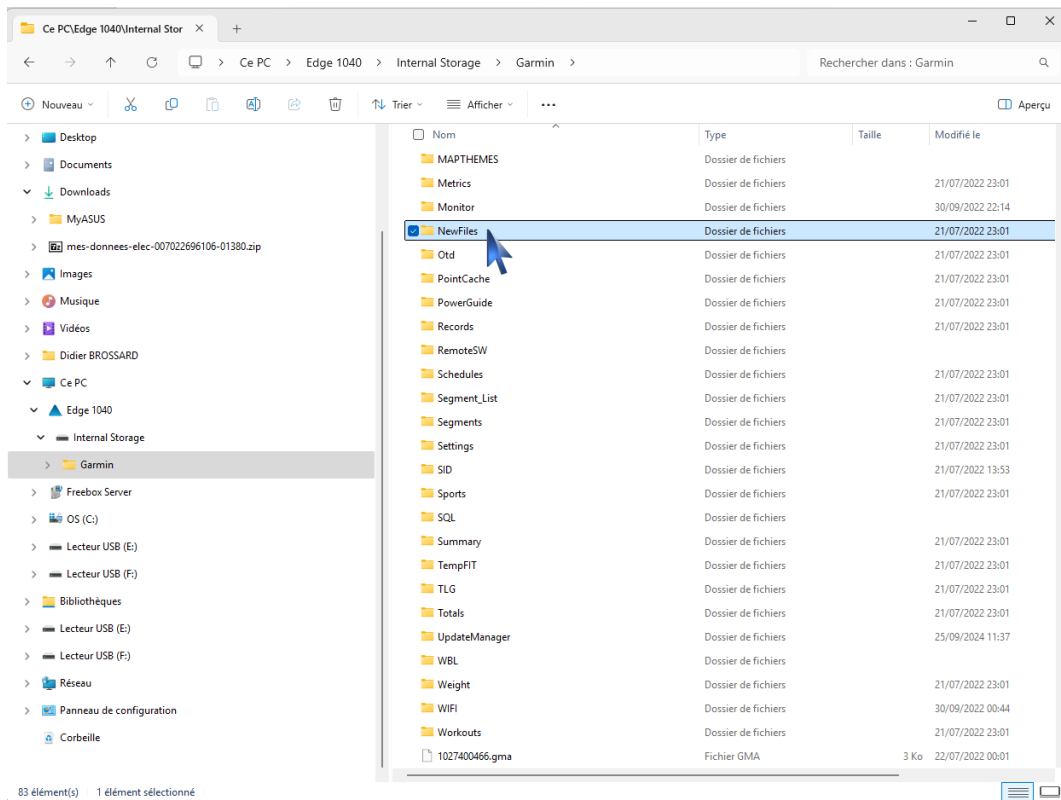 Ce PC\Edge 1040\Internal Stor
Ce PC > Edge 1040 > Internal Storage > Garmin >
Rechercher dans : Garmin
Nouveau
Trier
Afficher
Aperçu
Desktop
Documents
Downloads
MyASUS
mes-donnees-elec-007022696106-01380.zip
Images
Musique
Vidéos
Didier BROSSARD
Ce PC
Edge 1040
Internal Storage
Garmin
Freebox Server
OS (C:)
Lecteur USB (E:)
Lecteur USB (F:)
Bibliothèques
Lecteur USB (E:)
Lecteur USB (F:)
Réseau
Panneau de configuration
Corbeille
Nom Type Taille Modifié le
MAPTHEMES Dossier de fichiers
Metrics Dossier de fichiers 21/07/2022 23:01
Monitor Dossier de fichiers 30/09/2022 22:14
NewFiles Dossier de fichiers 21/07/2022 23:01
Otd Dossier de fichiers 21/07/2022 23:01
PointCache Dossier de fichiers 21/07/2022 23:01
PowerGuide Dossier de fichiers 21/07/2022 23:01
Records Dossier de fichiers 21/07/2022 23:01
RemoteSW Dossier de fichiers
Schedules Dossier de fichiers 21/07/2022 23:01
Segment_List Dossier de fichiers 21/07/2022 23:01
Segments Dossier de fichiers 21/07/2022 23:01
Settings Dossier de fichiers 21/07/2022 23:01
SID Dossier de fichiers 21/07/2022 13:53
Sports Dossier de fichiers 21/07/2022 23:01
SQL Dossier de fichiers
Summary Dossier de fichiers 21/07/2022 23:01
TempFIT Dossier de fichiers 21/07/2022 23:01
TLG Dossier de fichiers 21/07/2022 23:01
Totals Dossier de fichiers 21/07/2022 23:01
UpdateManager Dossier de fichiers 25/09/2024 11:37
WBL Dossier de fichiers
Weight Dossier de fichiers 21/07/2022 23:01
WIFI Dossier de fichiers 30/09/2022 00:44
Workouts Dossier de fichiers 21/07/2022 23:01
1027400466.gma Fichier GMA 3 Ko 22/07/2022 00:01
83 élément(s) 1 élément sélectionné